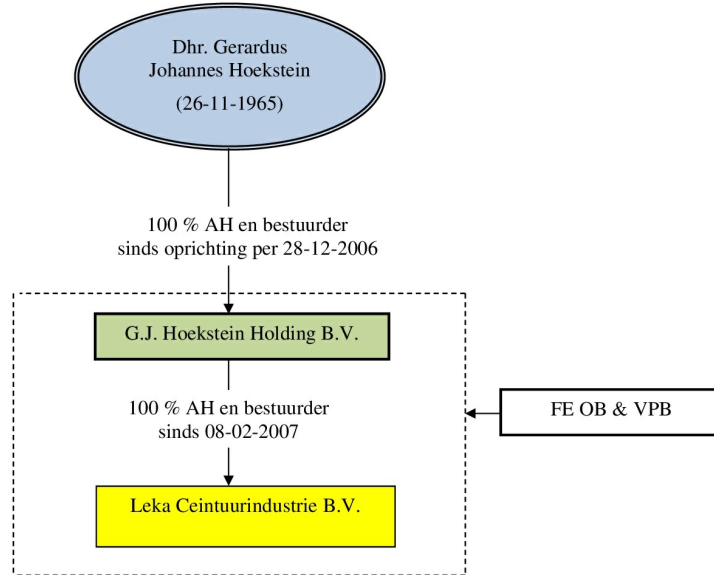 Dhr. Gerardus
Johannes Hoekstein
(26-11-1965)
100 % AH en bestuurder
sinds oprichting per 28-12-2006
G.J. Hoekstein Holding B.V.
100 % AH en bestuurder
sinds 08-02-2007
FE OB & VPB
Leka Ceintuurindustrie B.V.